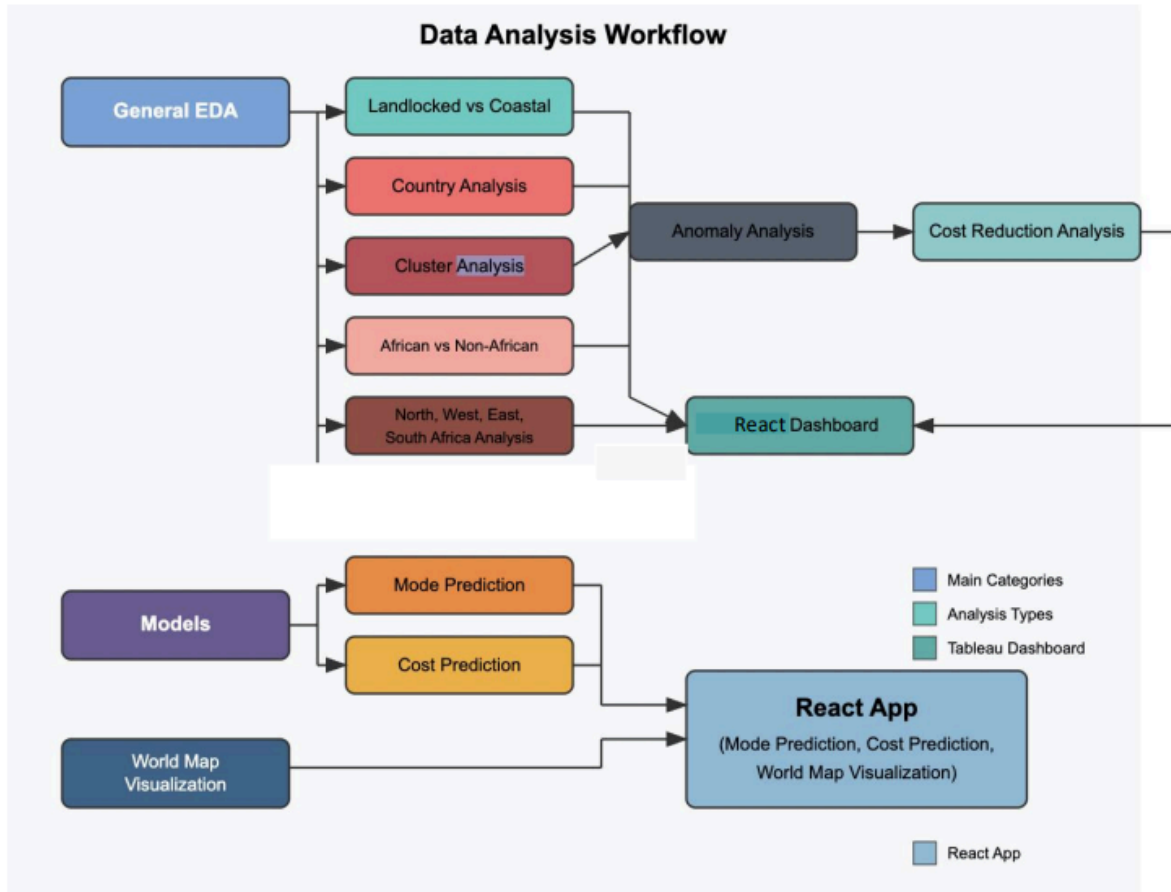 Data Analysis Workflow
General EDA
Landlocked vs Coastal
Country Analysis
Anomaly Analysis
Cost Reduction Analysis
Cluster Analysis
African vs Non-African
North, West, East,
South Africa Analysis
React Dashboard
Mode Prediction
Main Categories
Models
Analysis Types
Cost Prediction
Tableau Dashboard
React App
(Mode Prediction, Cost Prediction,
World Map Visualization)
World Map
Visualization
React App